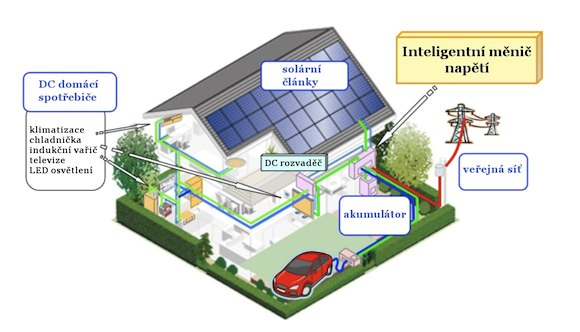 Inteligentní měnič
napětí
solární
články
DC domácí
spotřebiče
klimatizace
chladnička
indukční vařič
televize
LED osvětlení
DC rozvaděč
veřejná síť
akumulátor